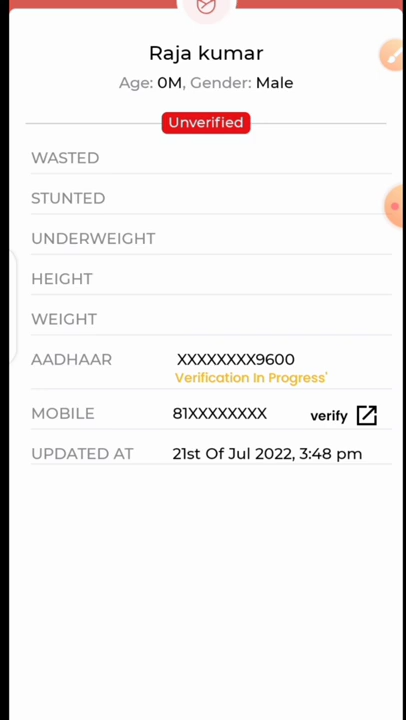 Raja kumar
Age: 0M, Gender: Male
Unverified
WASTED
STUNTED
UNDERWEIGHT
HEIGHT
WEIGHT
AADHAAR XXXXXXXX9600
Verification In Progress*
MOBILE 81XXXXXXXX verify
UPDATED AT 21st Of Jul 2022, 3:48 pm